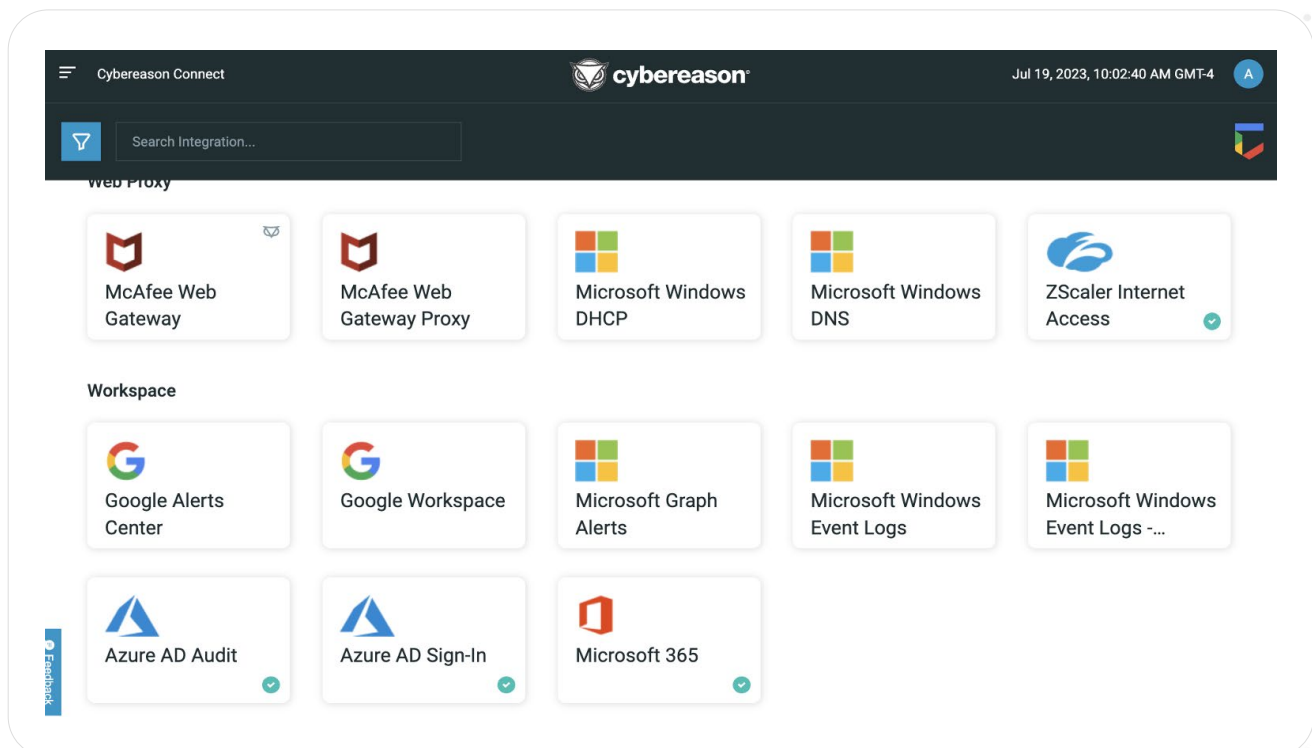 Cybereason Connect
cybereason
Jul 19, 2023, 10:02:40 AM GMT-4
A
Search Integration...
Web Proxy
McAfee Web
Gateway
McAfee Web
Gateway Proxy
Microsoft Windows
DHCP
Microsoft Windows
DNS
ZScaler Internet
Access
Workspace
Google Alerts
Center
Google Workspace
Microsoft Graph
Alerts
Microsoft Windows
Event Logs
Microsoft Windows
Event Logs -...
Azure AD Audit
Azure AD Sign-In
Microsoft 365
Feedback